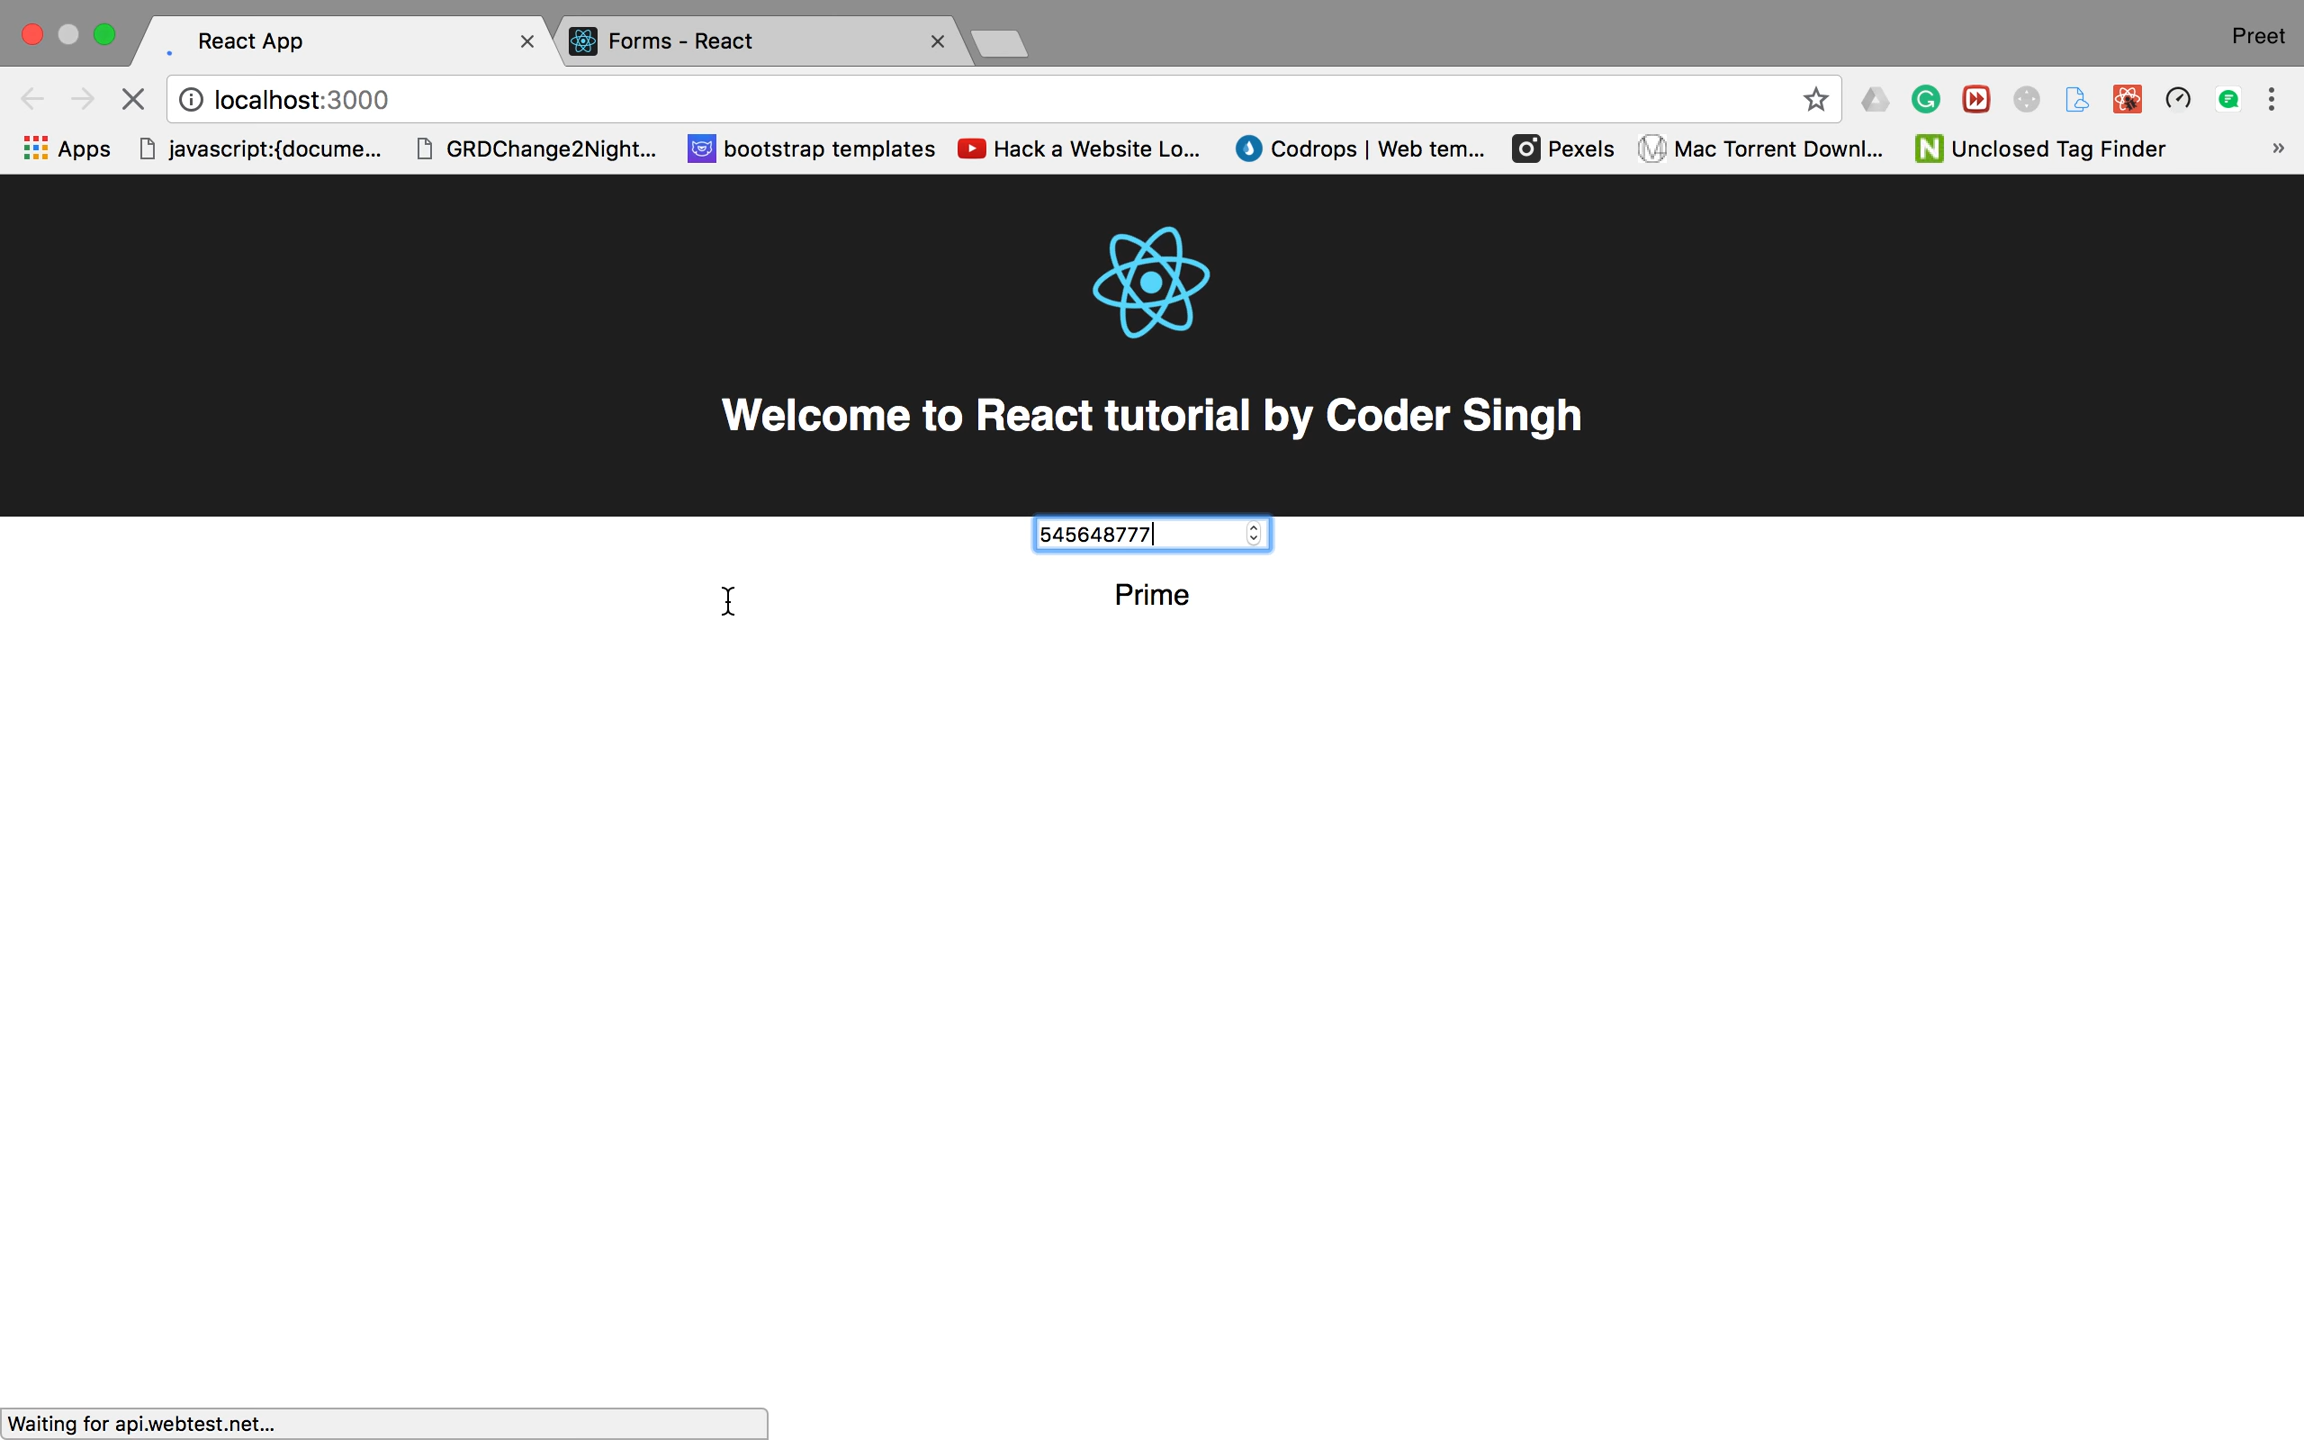 React App
Forms - React
Preet
localhost:3000
Apps
javascript:{docume...
GRDChange2Night...
bootstrap templates
Hack a Website Lo...
Codrops | Web tem...
Pexels
Mac Torrent Downl...
Unclosed Tag Finder
»
Welcome to React tutorial by Coder Singh
545648777
Prime
Waiting for api.webtest.net...